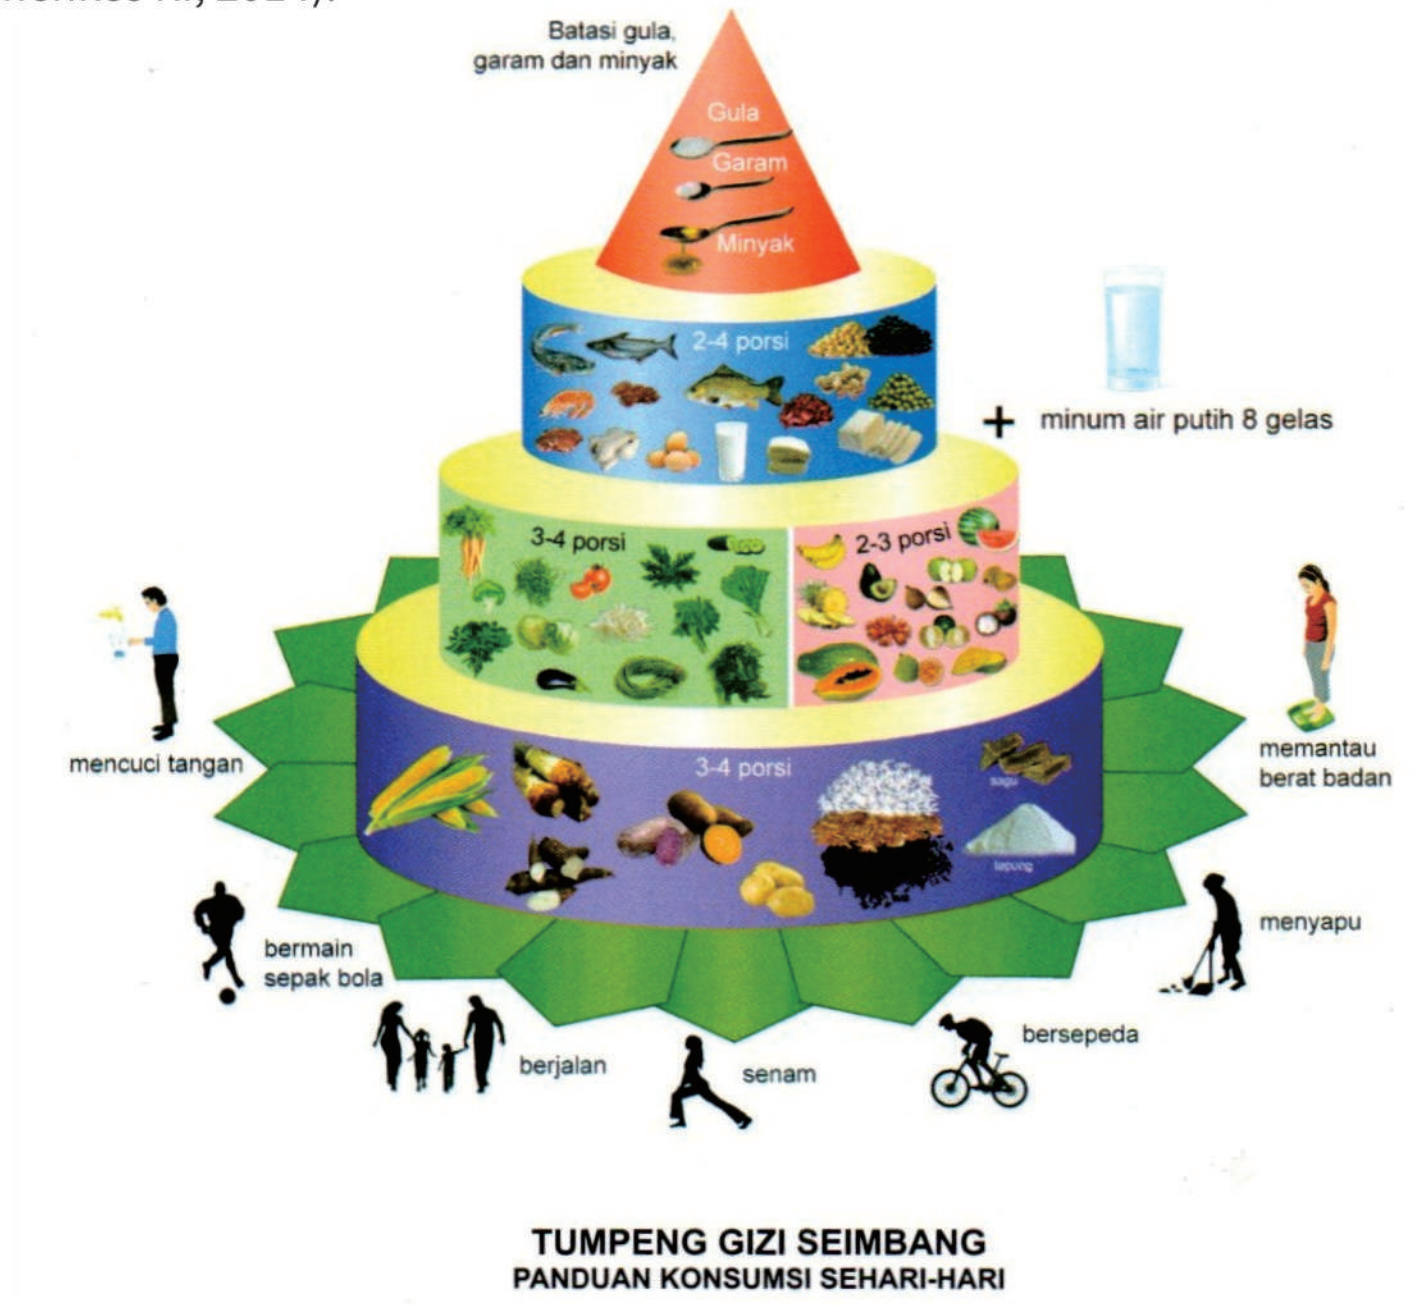 Batasi gula,
garam dan minyak
Gula
Garam
Minyak
2-4 porsi
+ minum air putih 8 gelas
3-4 porsi
2-3 porsi
mencuci tangan
memantau
berat badan
3-4 porsi
sagu
tepung
bermain
sepak bola
menyapu
berjalan
senam
bersepeda
TUMPENG GIZI SEIMBANG
PANDUAN KONSUMSI SEHARI-HARI